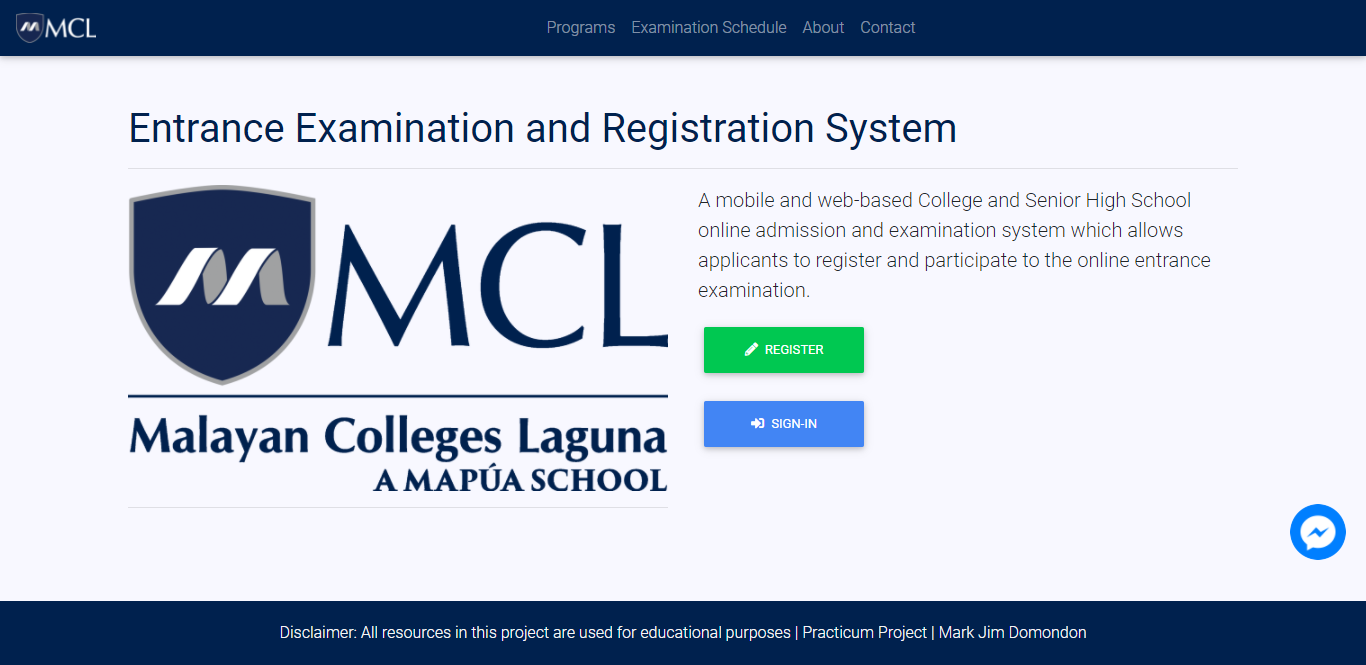 MCL
Programs Examination Schedule About Contact
Entrance Examination and Registration System
MCL
Malayan Colleges Laguna
A MAPÚA SCHOOL
A mobile and web-based College and Senior High School
online admission and examination system which allows
applicants to register and participate to the online entrance
examination.
REGISTER
SIGN-IN
Disclaimer: All resources in this project are used for educational purposes | Practicum Project | Mark Jim Domondon